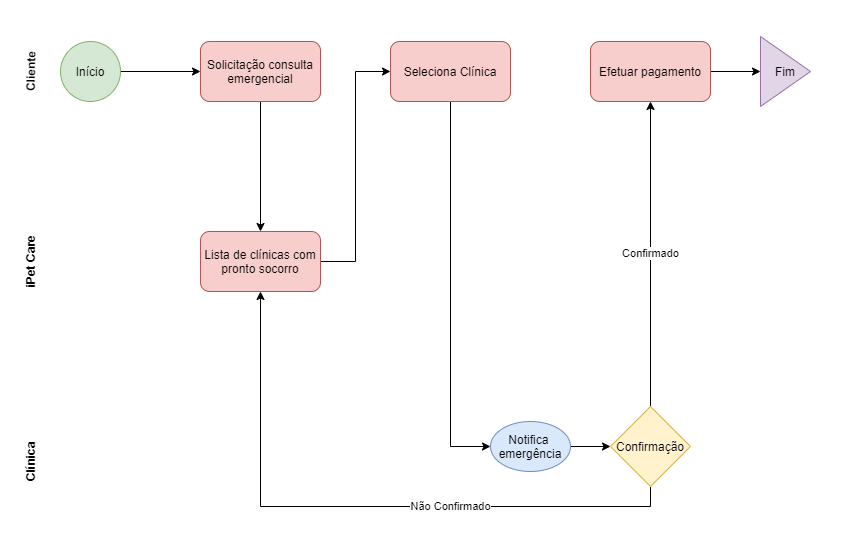 Cliente
Início
Solicitação consulta
emergencial
Seleciona Clínica
Efetuar pagamento
Fim
iPet Care
Lista de clínicas com
pronto socorro
Confirmado
Clínica
Notifica
emergência
Confirmação
Não Confirmado